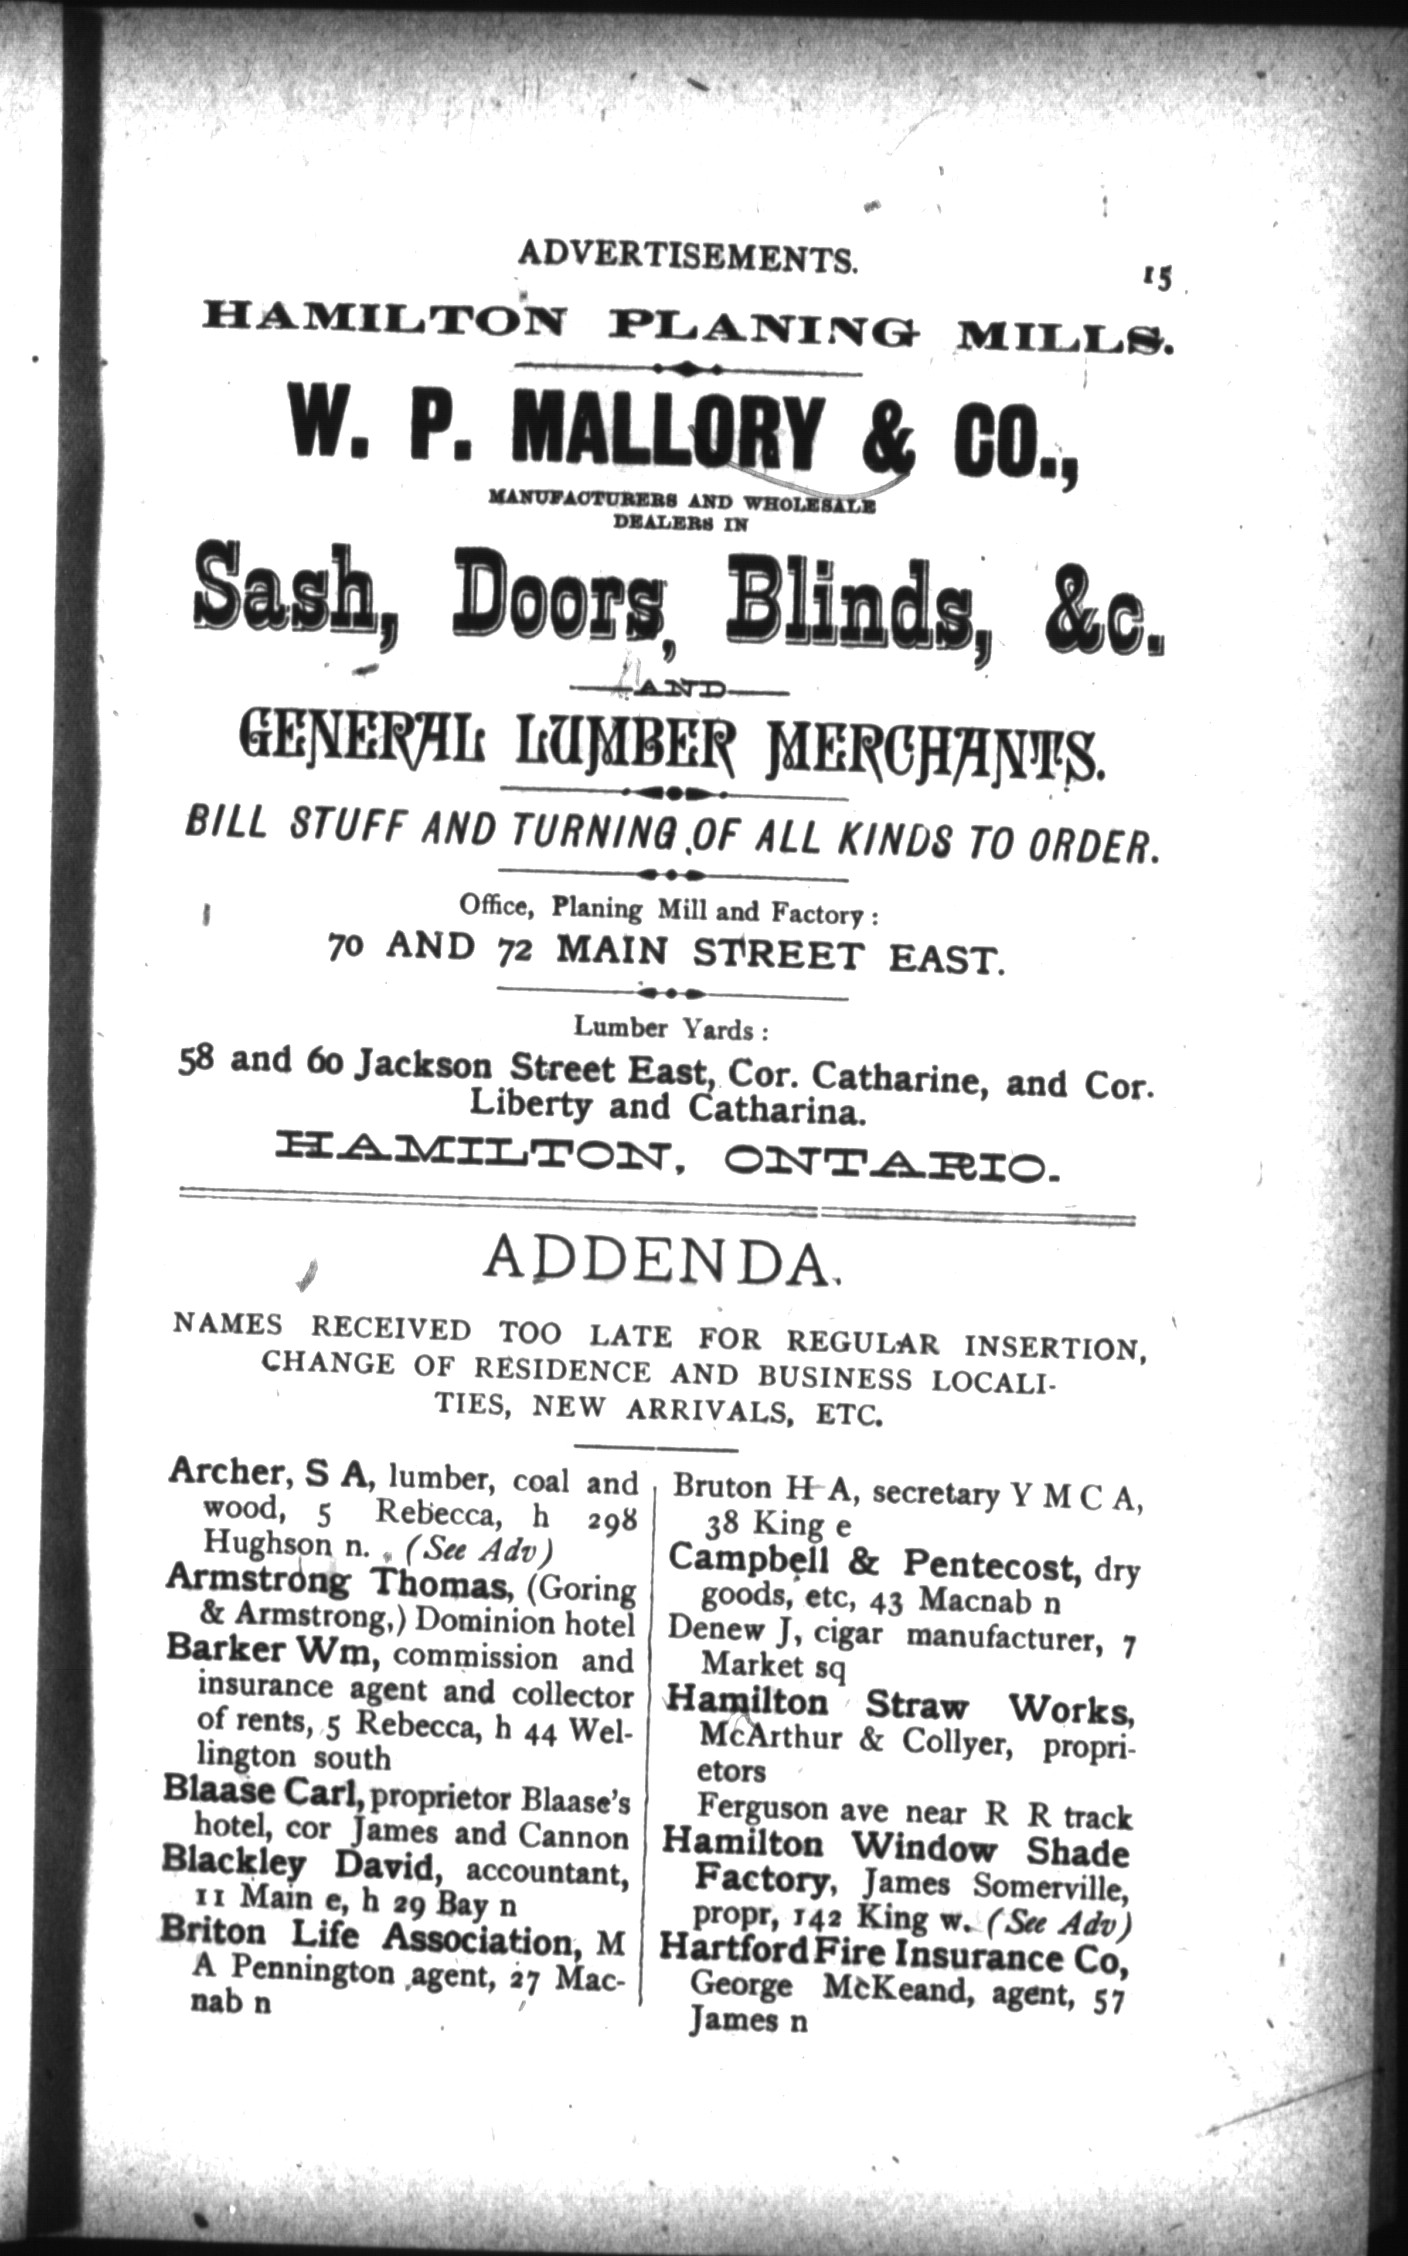 ADVERTISEMENTS. 15
HAMILTON PLANING MILLS.
W. P. MALLORY & CO.,
MANUFACTURERS AND WHOLESALE
DEALERS IN
Sash, Doors, Blinds, &c.
AND
GENERAL LUMBER MERCHANTS.
BILL STUFF AND TURNING OF ALL KINDS TO ORDER.
Office, Planing Mill and Factory:
70 AND 72 MAIN STREET EAST.
Lumber Yards:
58 and 60 Jackson Street East, Cor. Catharine, and Cor.
Liberty and Catharina.
HAMILTON, ONTARIO.
ADDENDA.
NAMES RECEIVED TOO LATE FOR REGULAR INSERTION,
CHANGE OF RESIDENCE AND BUSINESS LOCALI-
TIES, NEW ARRIVALS, ETC.
Archer, S A, lumber, coal and
wood, 5 Rebecca, h 298
Hughson n. (See Adv)
Armstrong Thomas, (Goring
& Armstrong,) Dominion hotel
Barker Wm, commission and
insurance agent and collector
of rents, 5 Rebecca, h 44 Wel-
lington south
Blaase Carl, proprietor Blaase's
hotel, cor James and Cannon
Blackley David, accountant,
11 Main e, h 29 Bay n
Briton Life Association, M
A Pennington agent, 27 Mac-
nab n
Bruton H A, secretary Y M C A,
38 King e
Campbell & Pentecost, dry
goods, etc, 43 Macnab n
Denew J, cigar manufacturer, 7
Market sq
Hamilton Straw Works,
McArthur & Collyer, propri-
etors
Ferguson ave near R R track
Hamilton Window Shade
Factory, James Somerville,
propr, 142 King w. (See Adv)
Hartford Fire Insurance Co,
George McKeand, agent, 57
James n